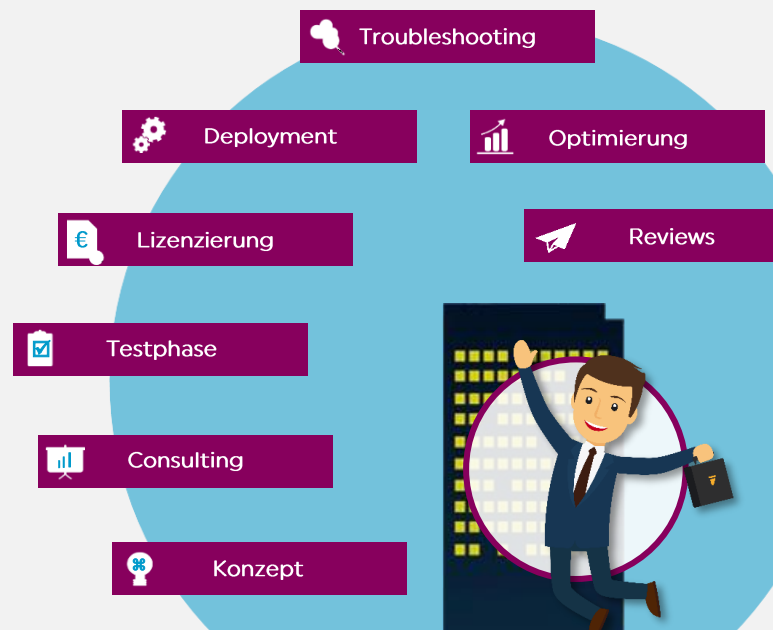 Troubleshooting
Deployment
Optimierung
Lizenzierung
Reviews
Testphase
Consulting
Konzept